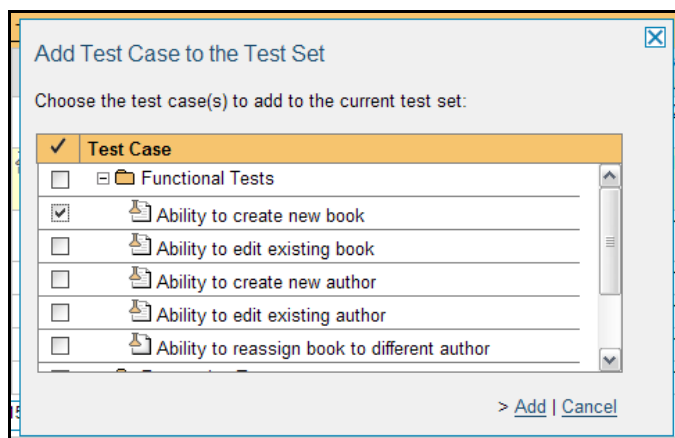 Add Test Case to the Test Set
Choose the test case(s) to add to the current test set:
Test Case
Functional Tests
Ability to create new book
Ability to edit existing book
Ability to create new author
Ability to edit existing author
Ability to reassign book to different author
> Add | Cancel